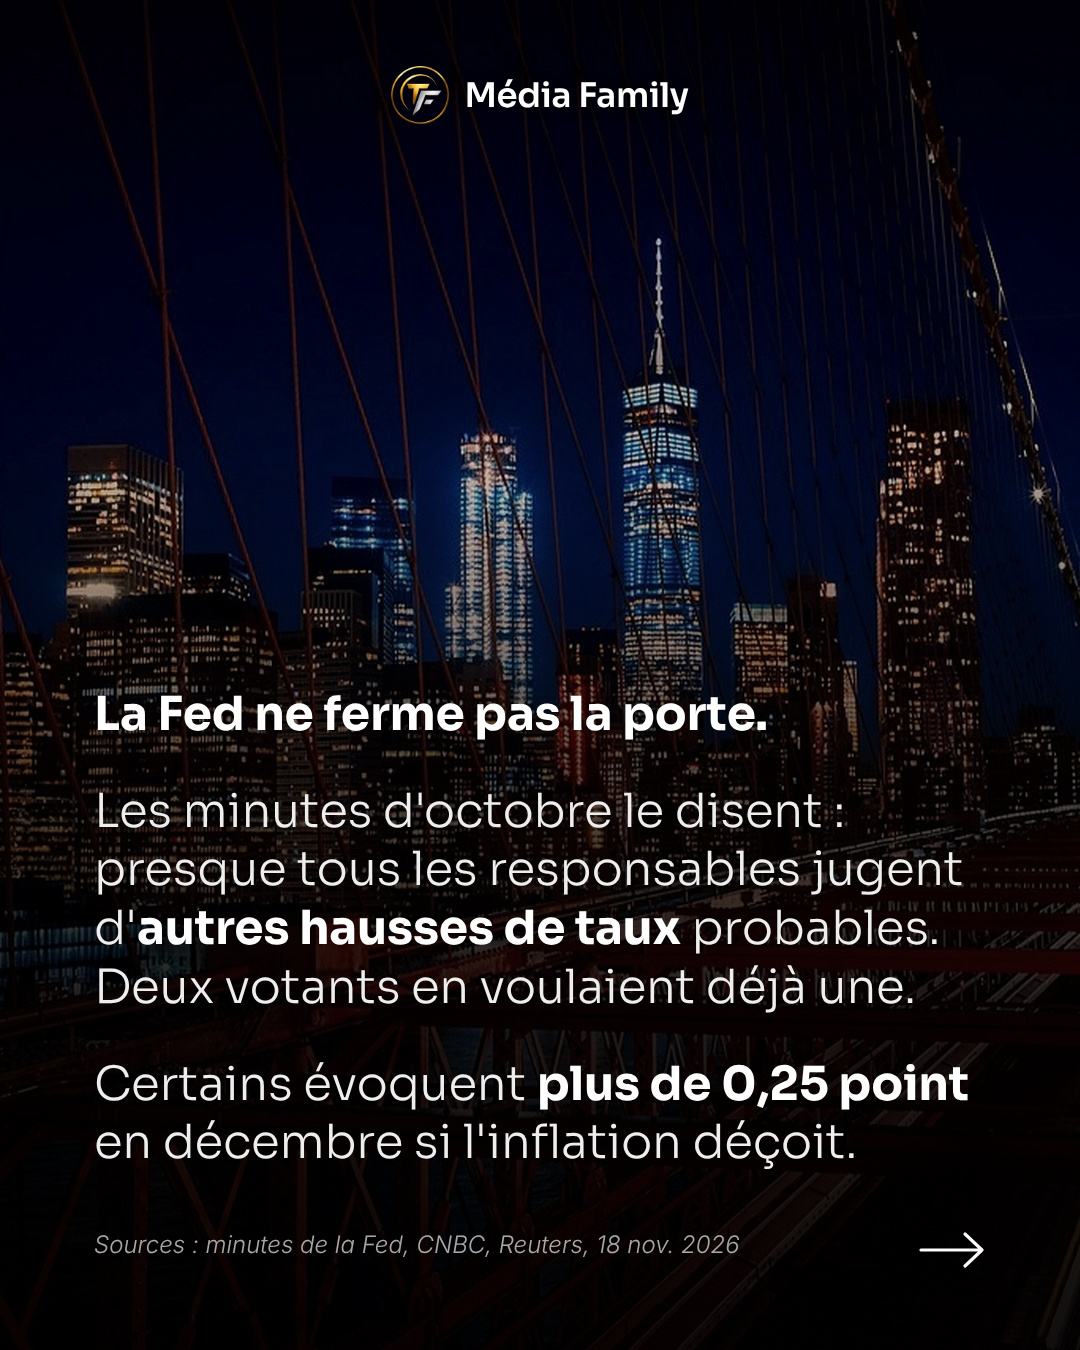 Média Family
La Fed ne ferme pas la porte.
Les minutes d'octobre le disent :
presque tous les responsables jugent
d'autres hausses de taux probables.
Deux votants en voulaient déjà une.
Certains évoquent plus de 0,25 point
en décembre si l'inflation déçoit.
Sources : minutes de la Fed, CNBC, Reuters, 18 nov. 2026